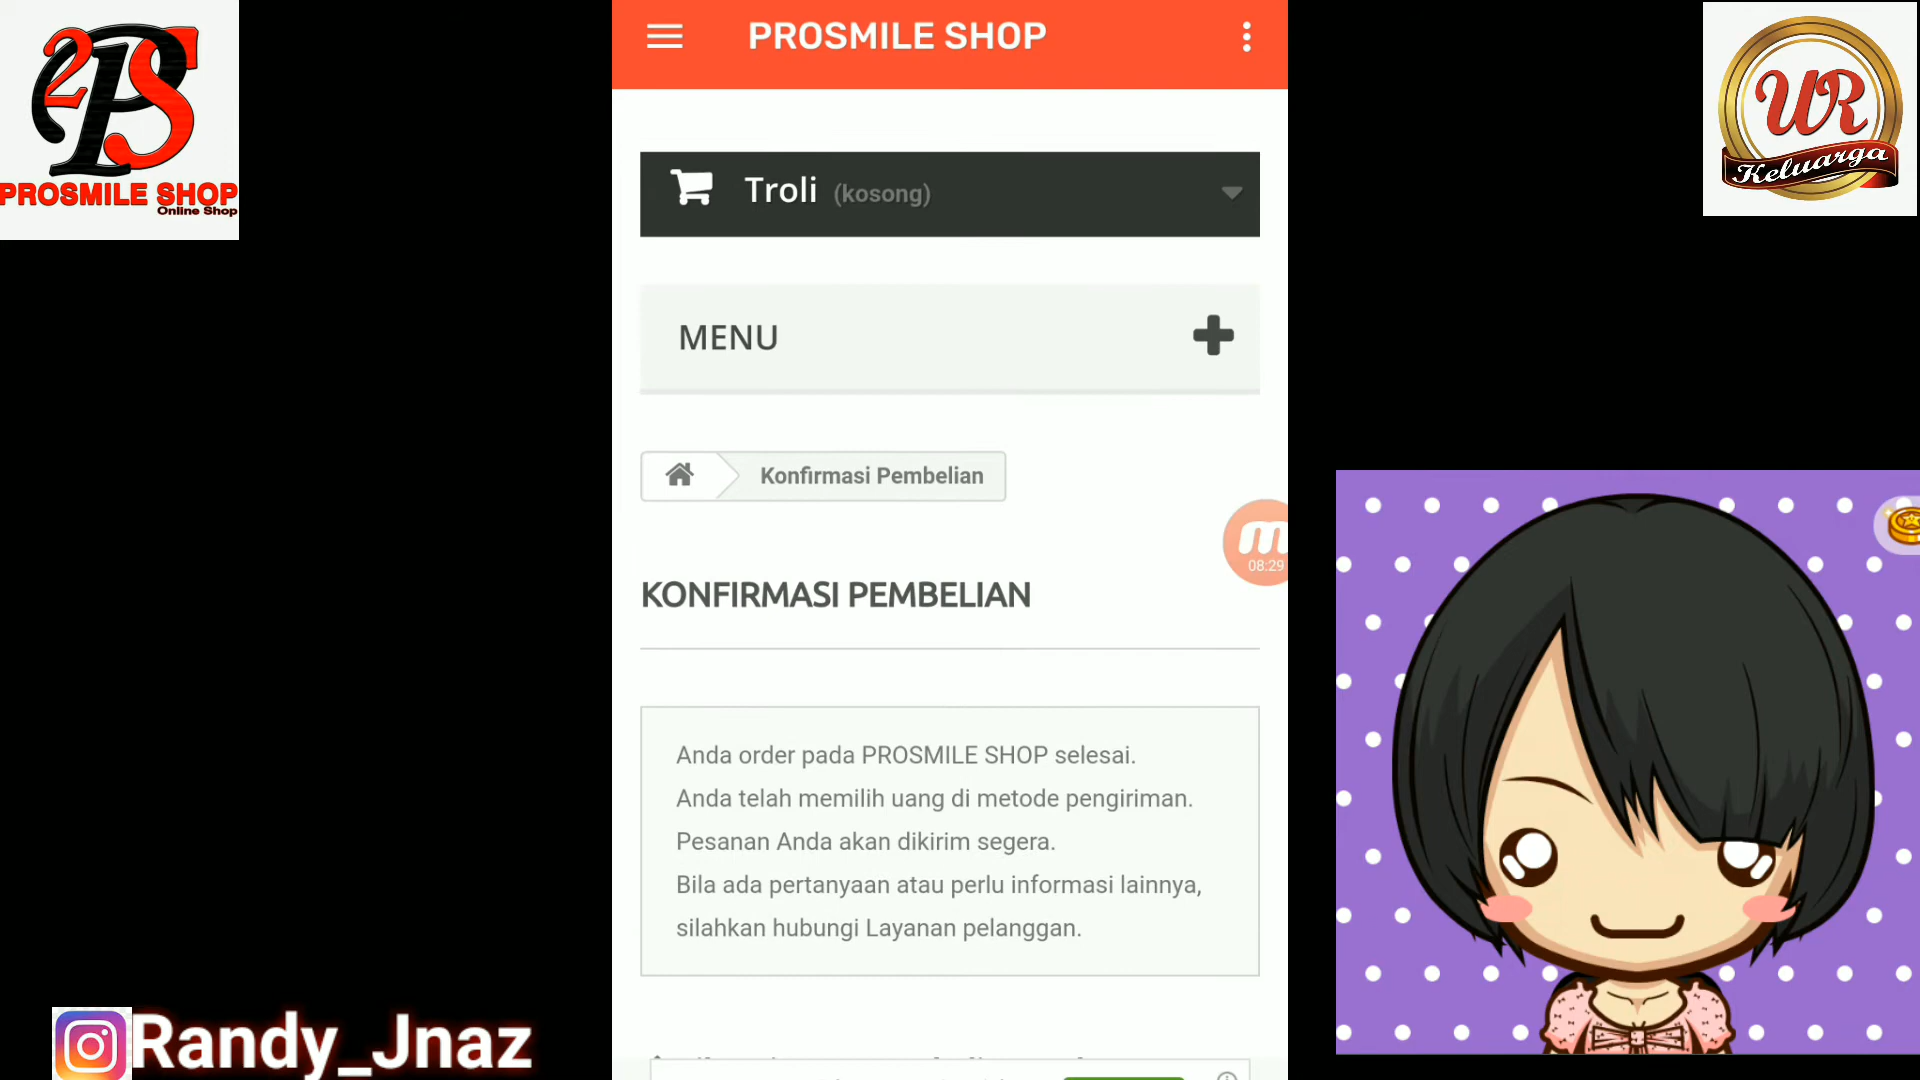 2PS
PROSMILE SHOP
Online Shop
PROSMILE SHOP
UR
Keluarga
Troli (kosong)
MENU
Konfirmasi Pembelian
08:29
KONFIRMASI PEMBELIAN
Anda order pada PROSMILE SHOP selesai.
Anda telah memilih uang di metode pengiriman.
Pesanan Anda akan dikirim segera.
Bila ada pertanyaan atau perlu informasi lainnya,
silahkan hubungi Layanan pelanggan.
Randy_Jnaz